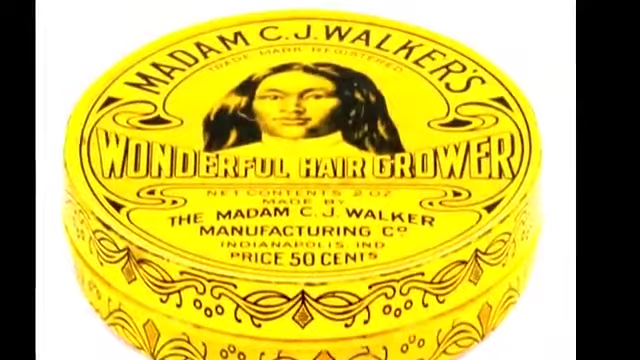 MADAM C.J. WALKER'S
TRADE MARK REGISTERED
WONDERFUL HAIR GROWER
NET CONTENTS 2 OZ
MADE BY
THE MADAM C. J. WALKER
MANUFACTURING CO
INDIANAPOLIS, IND
PRICE 50 CENTS